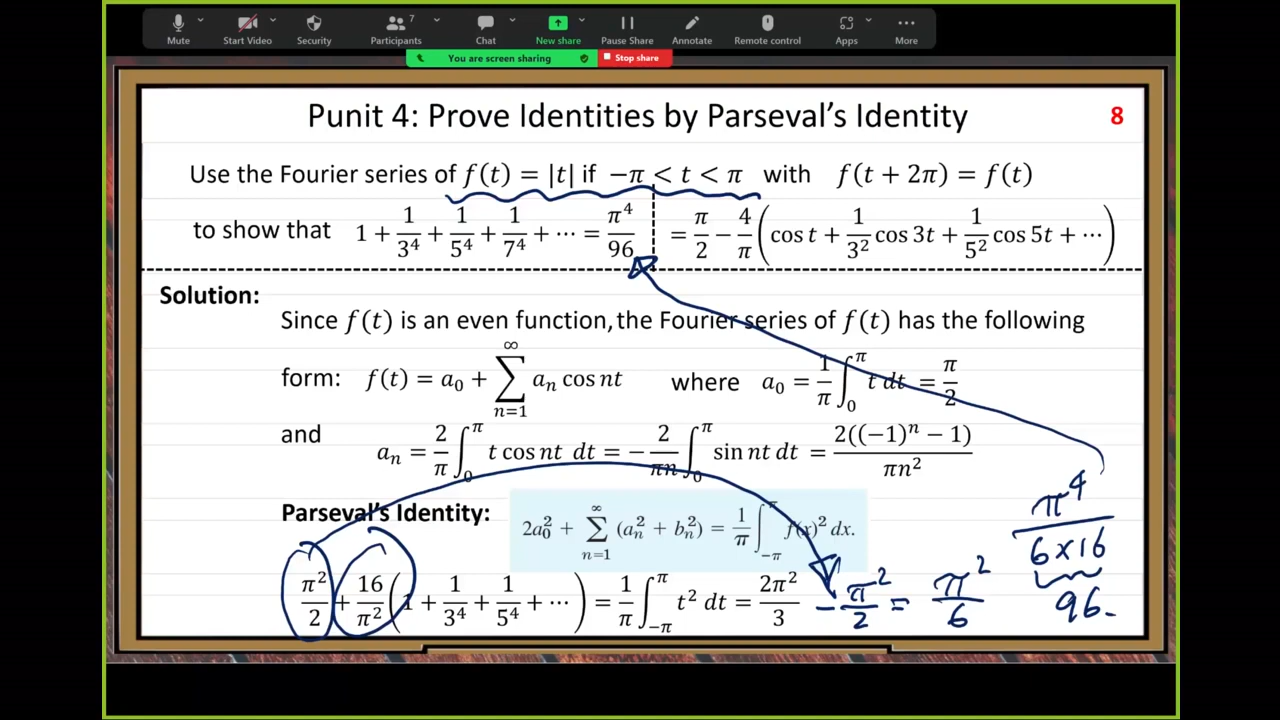 Mute Start Video Security Participants 7 Chat New share Pause Share Annotate Remote control Apps More
You are screen sharing Stop share
Punit 4: Prove Identities by Parseval's Identity 8
Use the Fourier series of f(t) = |t| if −π < t < π with f(t + 2π) = f(t)
to show that 1 + 1/3⁴ + 1/5⁴ + 1/7⁴ + ⋯ = π⁴/96 = π/2 − 4/π (cos t + 1/3² cos 3t + 1/5² cos 5t + ⋯)
Solution:
Since f(t) is an even function, the Fourier series of f(t) has the following
form: f(t) = a₀ + ∑_{n=1}^{∞} aₙ cos nt where a₀ = 1/π ∫₀^π t dt = π/2
and aₙ = 2/π ∫₀^π t cos nt dt = − 2/(πn) ∫₀^π sin nt dt = 2((−1)ⁿ − 1)/(πn²)
Parseval's Identity: 2a₀² + ∑_{n=1}^{∞} (aₙ² + bₙ²) = 1/π ∫_{−π}^{π} f(x)² dx.
π²/2 + 16/π² (1 + 1/3⁴ + 1/5⁴ + ⋯) = 1/π ∫_{−π}^{π} t² dt = 2π²/3 − π²/2 = π²/6
π⁴/(6×16)
96.